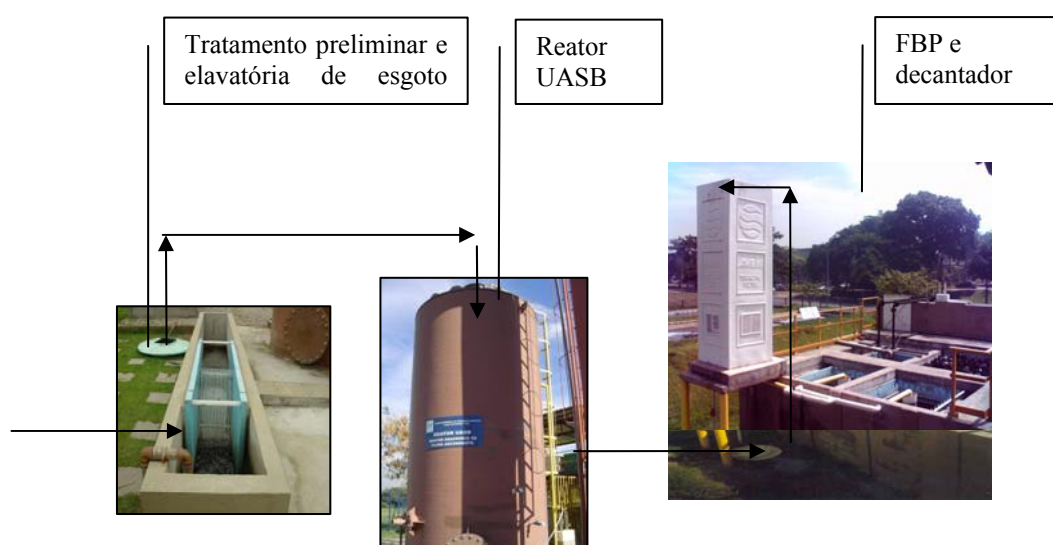 Tratamento preliminar e
elavatória de esgoto
Reator
UASB
FBP e
decantador